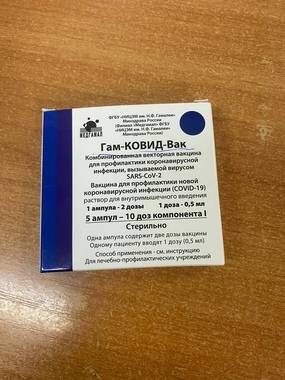 ФГБУ «НИЦЭМ им. Н.Ф. Гамалеи»
Минздрава России
(Филиал «Медгамал» ФГБУ
«НИЦЭМ им. Н.Ф. Гамалеи»
Минздрава России)
МЕДГАМАЛ
Гам-КОВИД-Вак
Комбинированная векторная вакцина
для профилактики коронавирусной
инфекции, вызываемой вирусом
SARS-CoV-2
Вакцина для профилактики новой
коронавирусной инфекции (COVID-19)
раствор для внутримышечного введения
1 ампула - 2 дозы 1 доза - 0,5 мл
5 ампул – 10 доз компонента I
Стерильно
Одна ампула содержит две дозы вакцины
Одному пациенту вводят 1 дозу (0,5 мл)
Способ применения - см. инструкцию
Для лечебно-профилактических учреждений